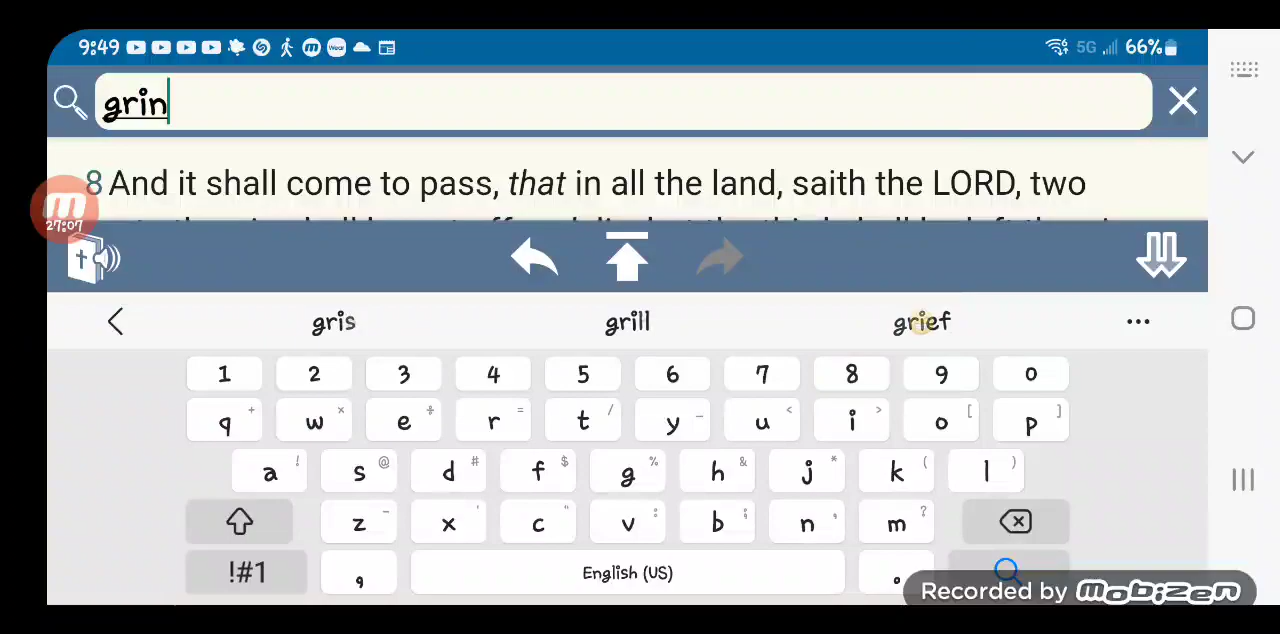 9:49 m Wear 5G 66%
grin
8 And it shall come to pass, that in all the land, saith the LORD, two
27:07
gris grill grief
1 2 3 4 5 6 7 8 9 0
q + w × e ÷ r = t / y _ u < i > o [ p ]
a ! s @ d # f $ g % h & j * k ( l )
z - x ' c " v : b ; n , m ?
!#1 , English (US) .
Recorded by mobizen